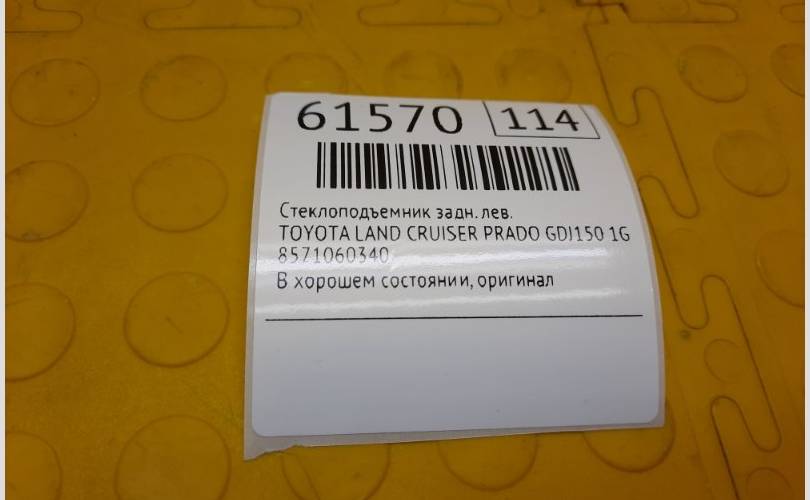 61570 114
Стеклоподъемник задн. лев.
TOYOTA LAND CRUISER PRADO GDJ150 1G
8571060340
В хорошем состоянии, оригинал